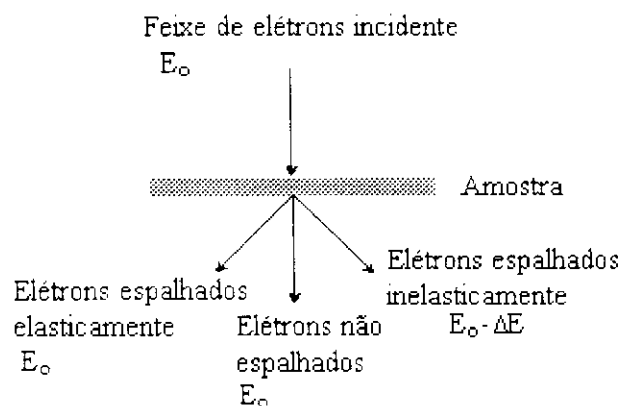 Feixe de elétrons incidente
Eo
Amostra
Elétrons espalhados
elasticamente
Eo
Elétrons não
espalhados
Eo
Elétrons espalhados
inelasticamente
Eo - ΔE